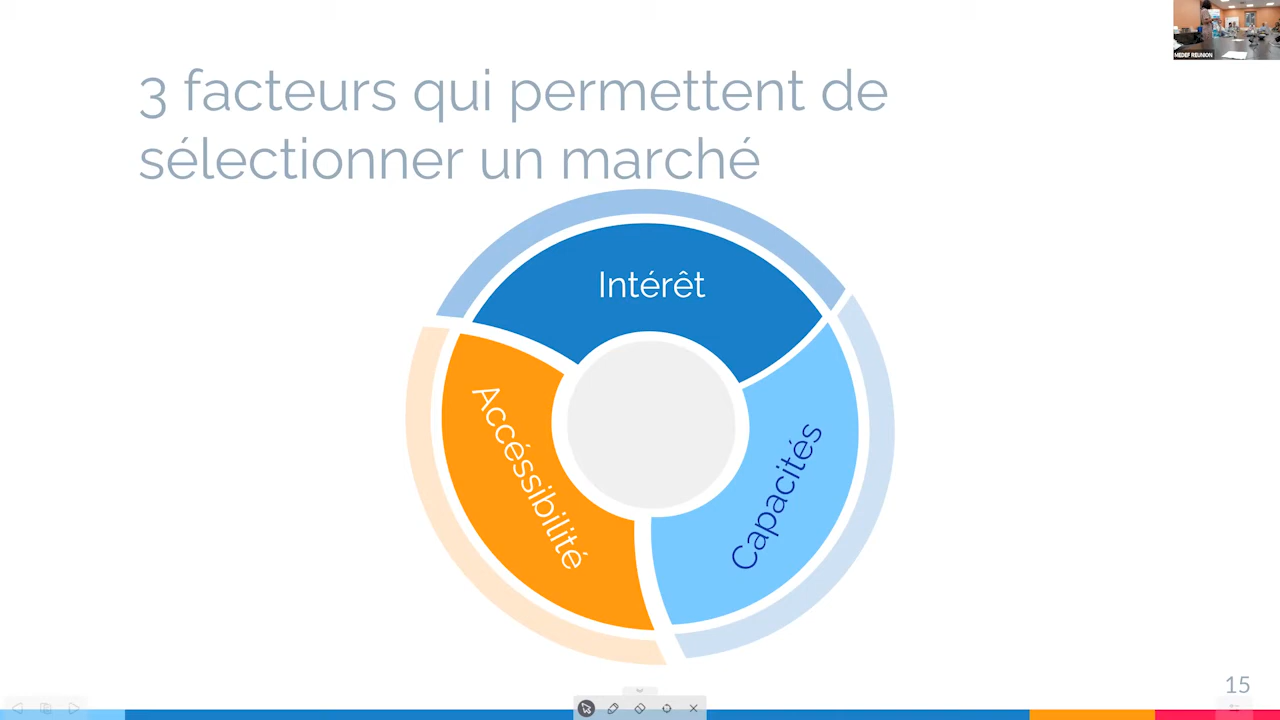 MEDEF REUNION
3 facteurs qui permettent de
sélectionner un marché
Intérêt
Accéssibilité
Capacités
15